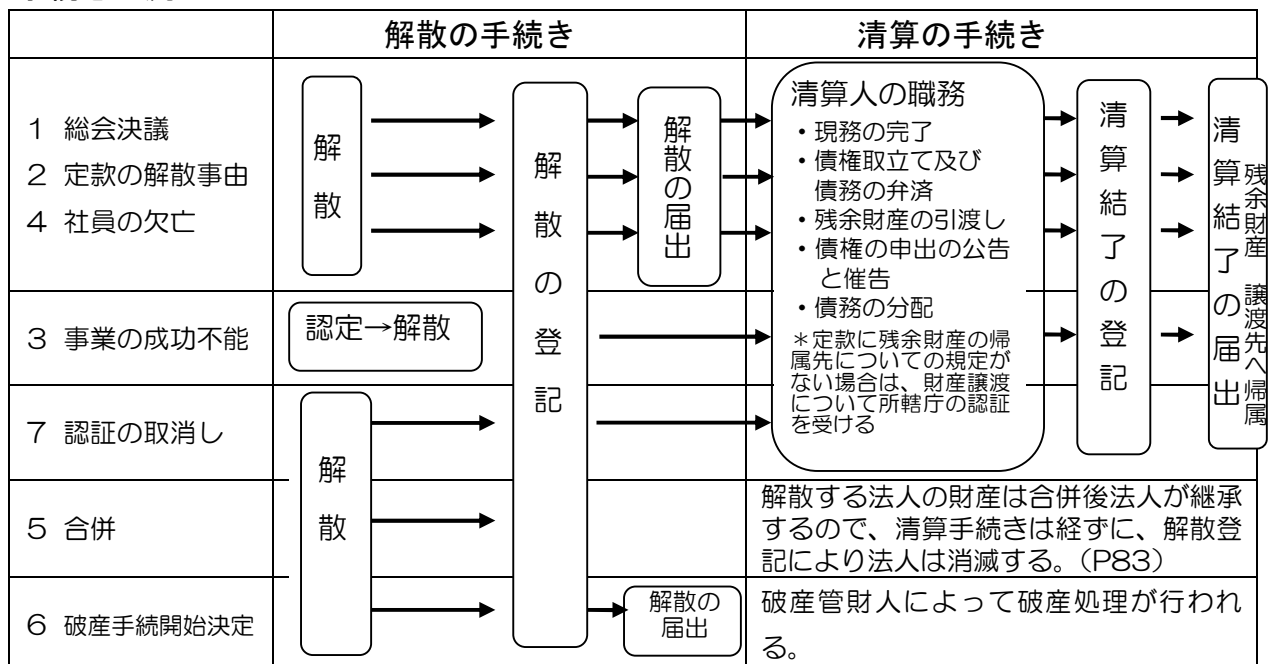 解散の手続き
清算の手続き
1 総会決議
2 定款の解散事由
4 社員の欠亡
解散
解散の登記
解散の届出
清算人の職務
・現務の完了
・債権取立て及び
債務の弁済
・残余財産の引渡し
・債権の申出の公告
と催告
・債務の分配
＊定款に残余財産の帰
属先についての規定が
ない場合は、財産譲渡
について所轄庁の認証
を受ける
清算結了の登記
清算結了の届出
残余財産 譲渡先へ帰属
3 事業の成功不能
認定→解散
7 認証の取消し
解散
5 合併
解散する法人の財産は合併後法人が継承
するので、清算手続きは経ずに、解散登
記により法人は消滅する。（P83）
6 破産手続開始決定
解散の
届出
破産管財人によって破産処理が行われ
る。